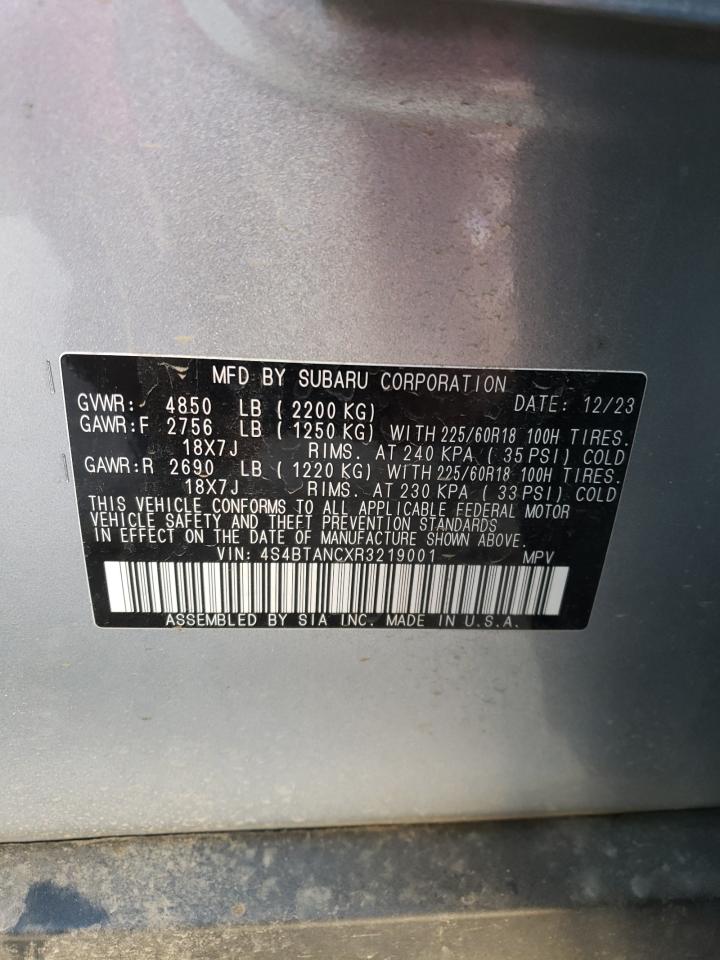 MFD BY SUBARU CORPORATION DATE: 12/23
GVWR: 4850 LB (2200 KG)
GAWR:F 2756 LB (1250 KG) WITH 225/60R18 100H TIRES.
18X7J RIMS. AT 240 KPA (35 PSI) COLD
GAWR:R 2690 LB (1220 KG) WITH 225/60R18 100H TIRES.
18X7J RIMS. AT 230 KPA (33 PSI) COLD
THIS VEHICLE CONFORMS TO ALL APPLICABLE FEDERAL MOTOR
VEHICLE SAFETY AND THEFT PREVENTION STANDARDS
IN EFFECT ON THE DATE OF MANUFACTURE SHOWN ABOVE.
VIN: 4S4BTANCXR3219001 MPV
ASSEMBLED BY SIA INC. MADE IN U.S.A.